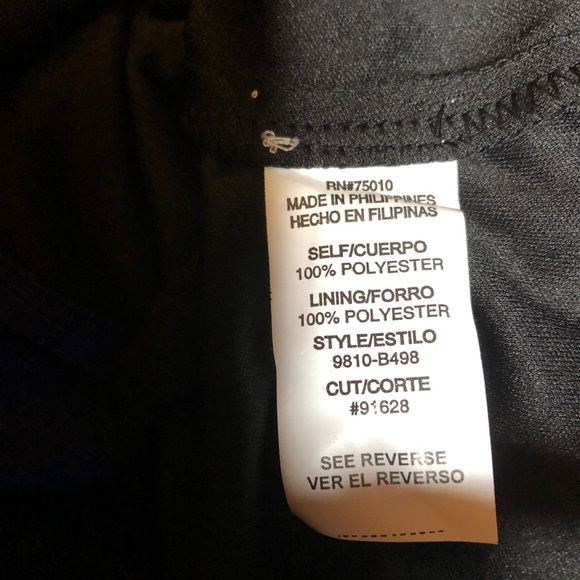 RN#75010
MADE IN PHILIPPINES
HECHO EN FILIPINAS
SELF/CUERPO
100% POLYESTER
LINING/FORRO
100% POLYESTER
STYLE/ESTILO
9810-B498
CUT/CORTE
#91628
SEE REVERSE
VER EL REVERSO